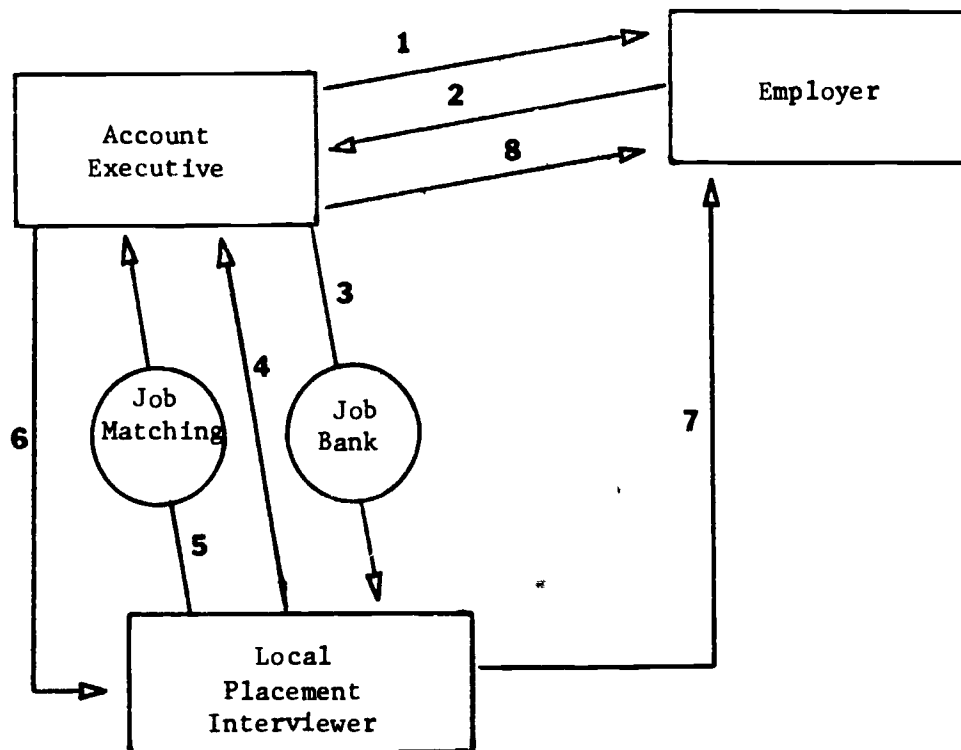 1
Employer
2
Account
Executive
8
3
4
Job
Matching
Job
Bank
6
7
5
Local
Placement
Interviewer